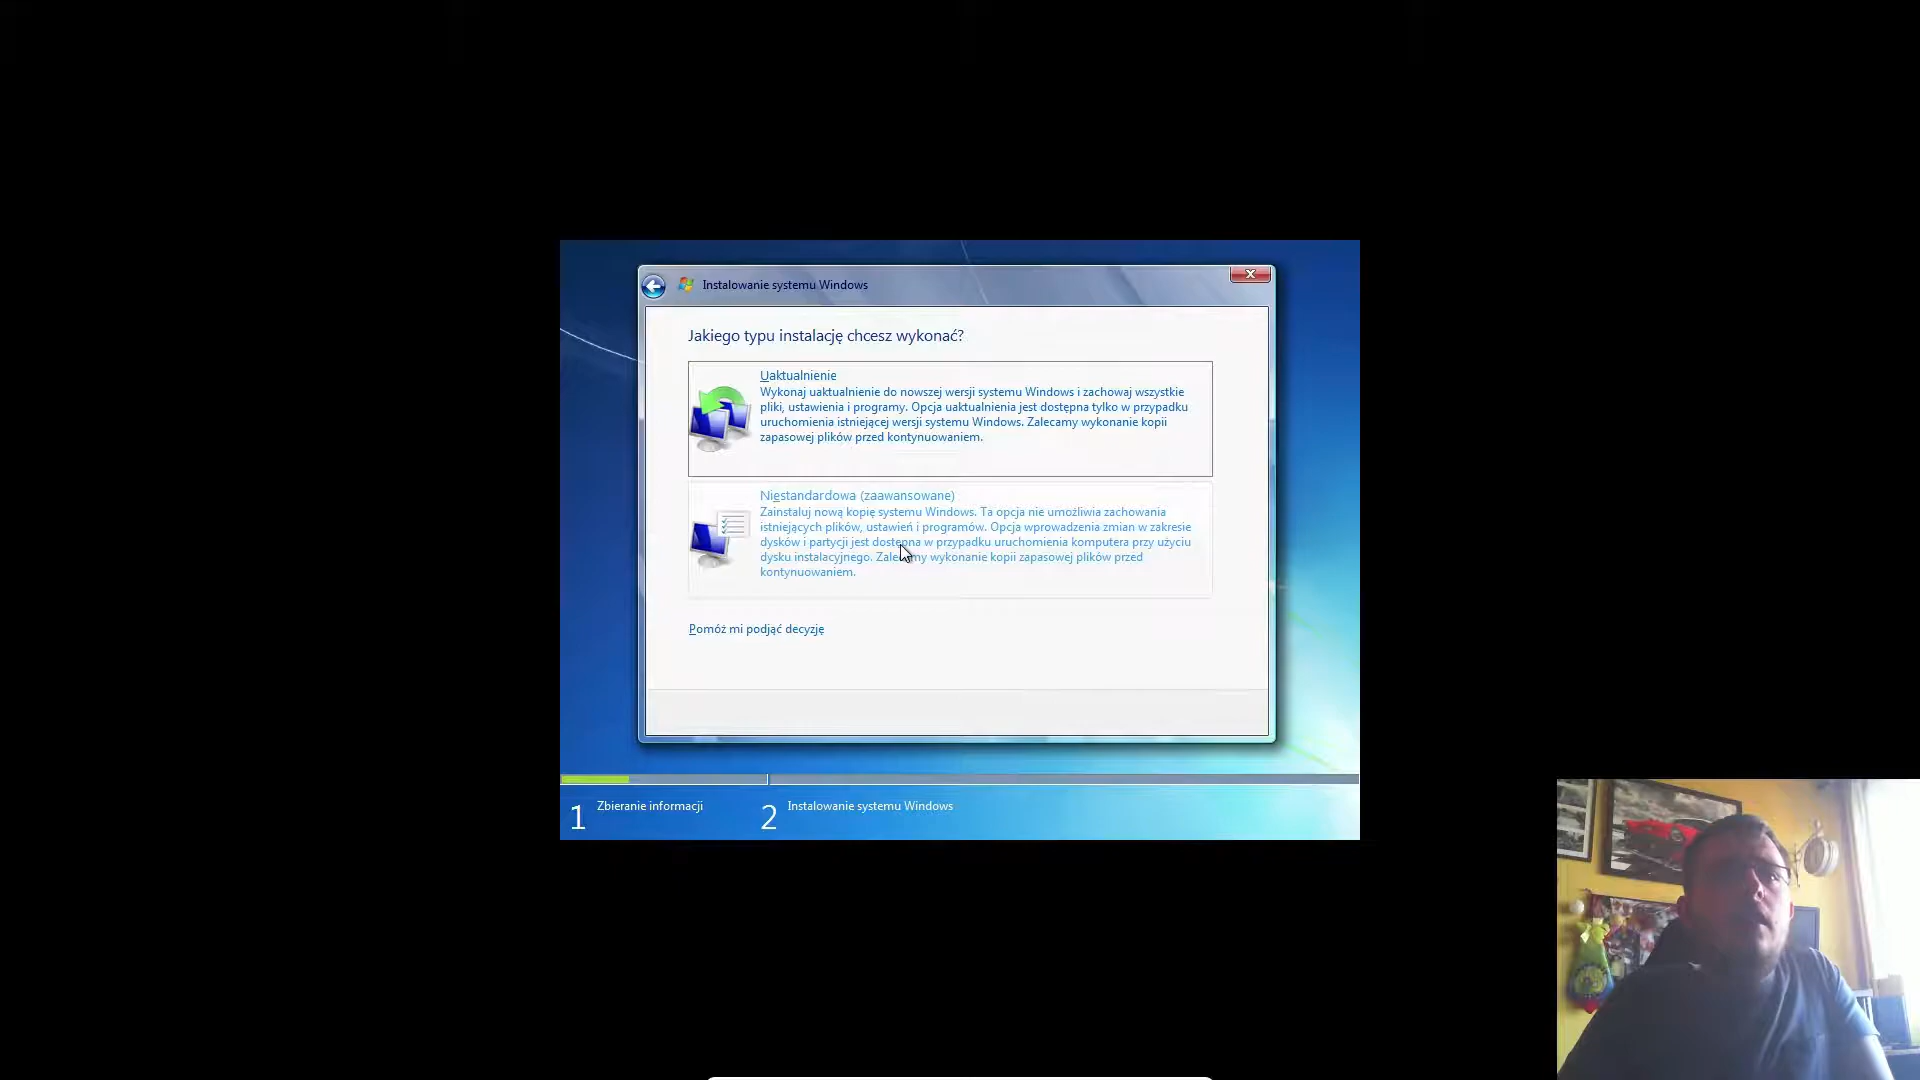 Instalowanie systemu Windows
Jakiego typu instalację chcesz wykonać?
Uaktualnienie
Wykonaj uaktualnienie do nowszej wersji systemu Windows i zachowaj wszystkie
pliki, ustawienia i programy. Opcja uaktualnienia jest dostępna tylko w przypadku
uruchomienia istniejącej wersji systemu Windows. Zalecamy wykonanie kopii
zapasowej plików przed kontynuowaniem.
Niestandardowa (zaawansowane)
Zainstaluj nową kopię systemu Windows. Ta opcja nie umożliwia zachowania
istniejących plików, ustawień i programów. Opcja wprowadzenia zmian w zakresie
dysków i partycji jest dostępna w przypadku uruchomienia komputera przy użyciu
dysku instalacyjnego. Zalecamy wykonanie kopii zapasowej plików przed
kontynuowaniem.
Pomóż mi podjąć decyzję
1 Zbieranie informacji
2 Instalowanie systemu Windows